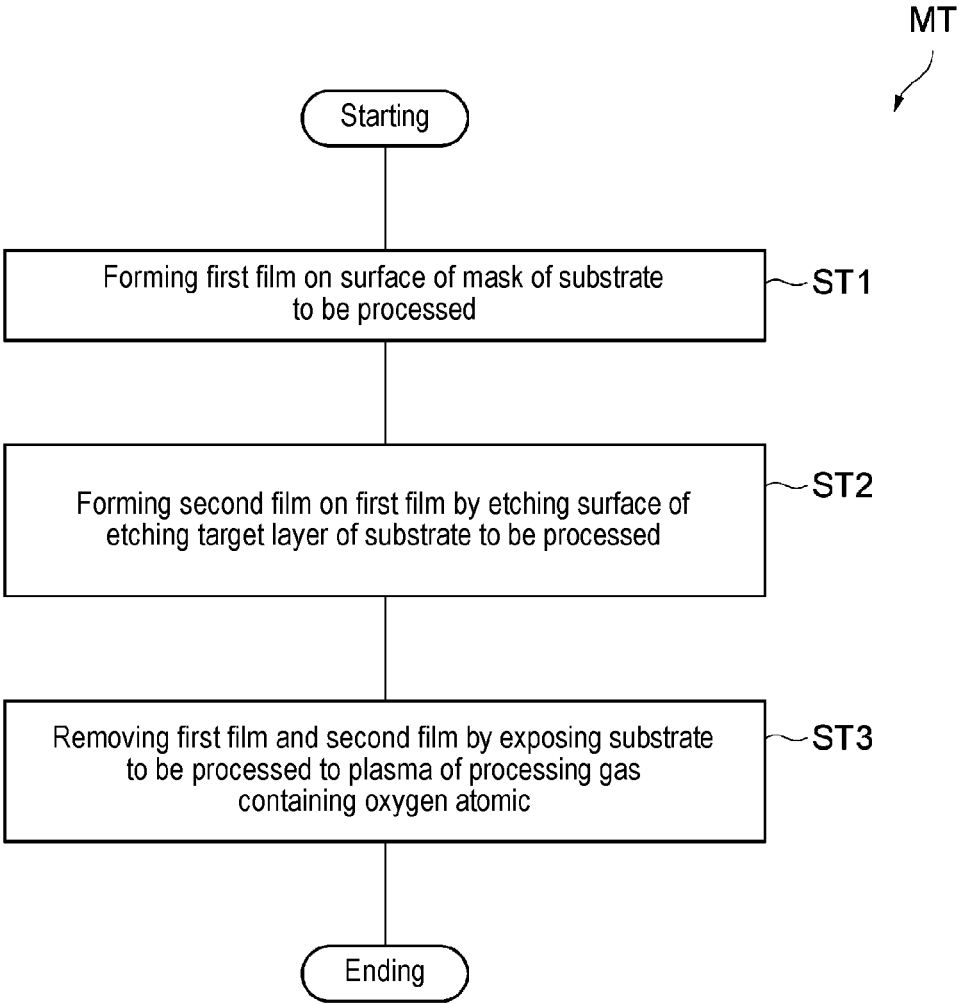 MT
Starting
Forming first film on surface of mask of substrate
to be processed
ST1
Forming second film on first film by etching surface of
etching target layer of substrate to be processed
ST2
Removing first film and second film by exposing substrate
to be processed to plasma of processing gas
containing oxygen atomic
ST3
Ending